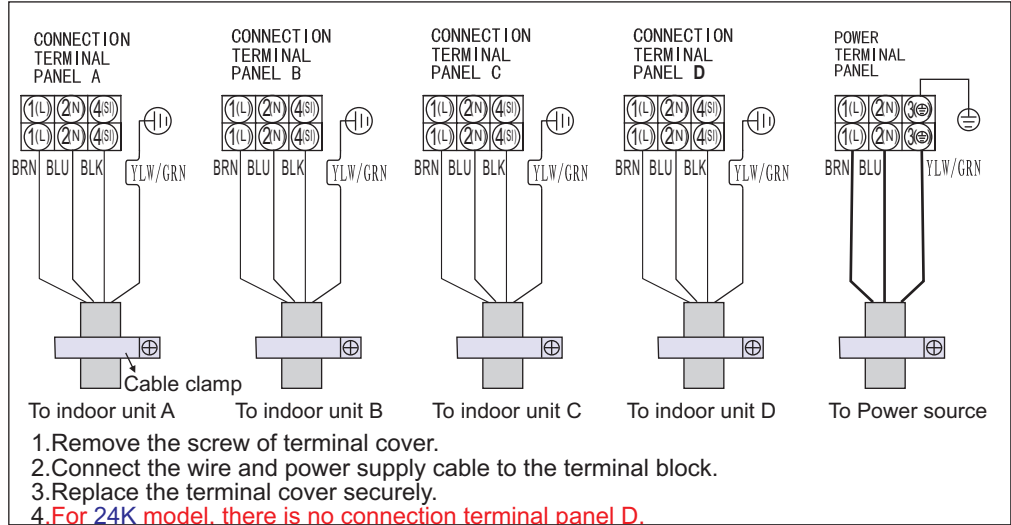 CONNECTION
TERMINAL
PANEL A
1(L) 2(N) 4(SI)
1(L) 2(N) 4(SI)
BRN BLU BLK YLW/GRN
Cable clamp
To indoor unit A
CONNECTION
TERMINAL
PANEL B
1(L) 2(N) 4(SI)
1(L) 2(N) 4(SI)
BRN BLU BLK YLW/GRN
To indoor unit B
CONNECTION
TERMINAL
PANEL C
1(L) 2(N) 4(SI)
1(L) 2(N) 4(SI)
BRN BLU BLK YLW/GRN
To indoor unit C
CONNECTION
TERMINAL
PANEL D
1(L) 2(N) 4(SI)
1(L) 2(N) 4(SI)
BRN BLU BLK YLW/GRN
To indoor unit D
POWER
TERMINAL
PANEL
1(L) 2(N) 3
1(L) 2(N) 3
BRN BLU YLW/GRN
To Power source
1.Remove the screw of terminal cover.
2.Connect the wire and power supply cable to the terminal block.
3.Replace the terminal cover securely.
4.For 24K model, there is no connection terminal panel D.